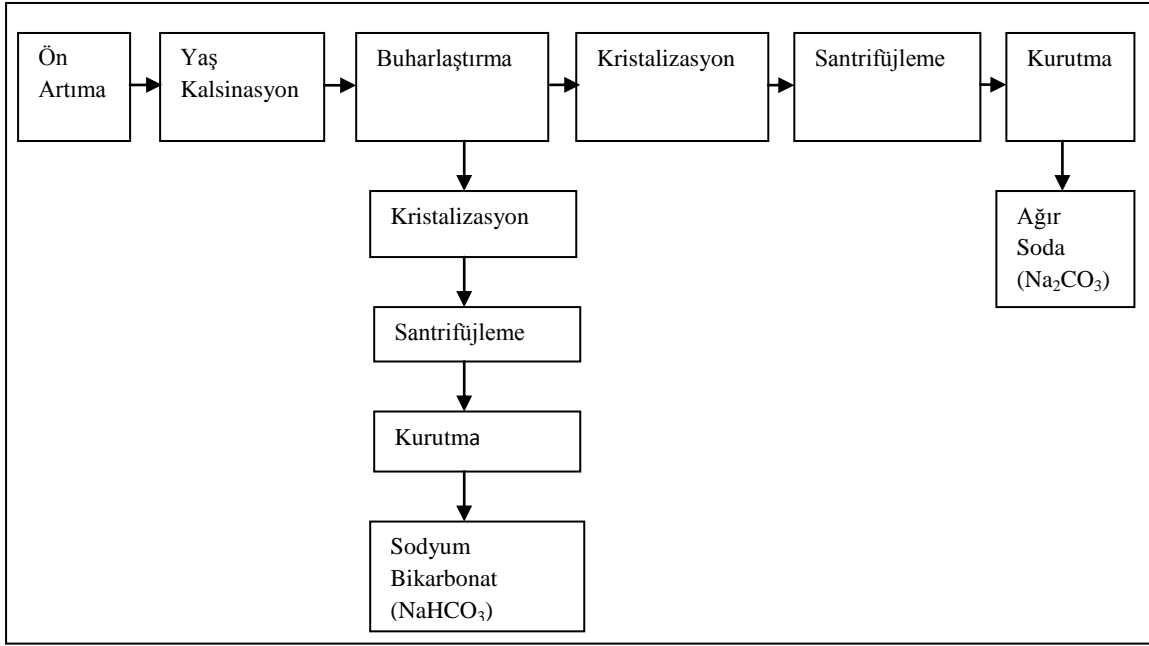 Ön
Artıma
Yaş
Kalsinasyon
Buharlaştırma
Kristalizasyon
Santrifüjleme
Kurutma
Ağır
Soda
(Na₂CO₃)
Kristalizasyon
Santrifüjleme
Kurutma
Sodyum
Bikarbonat
(NaHCO₃)